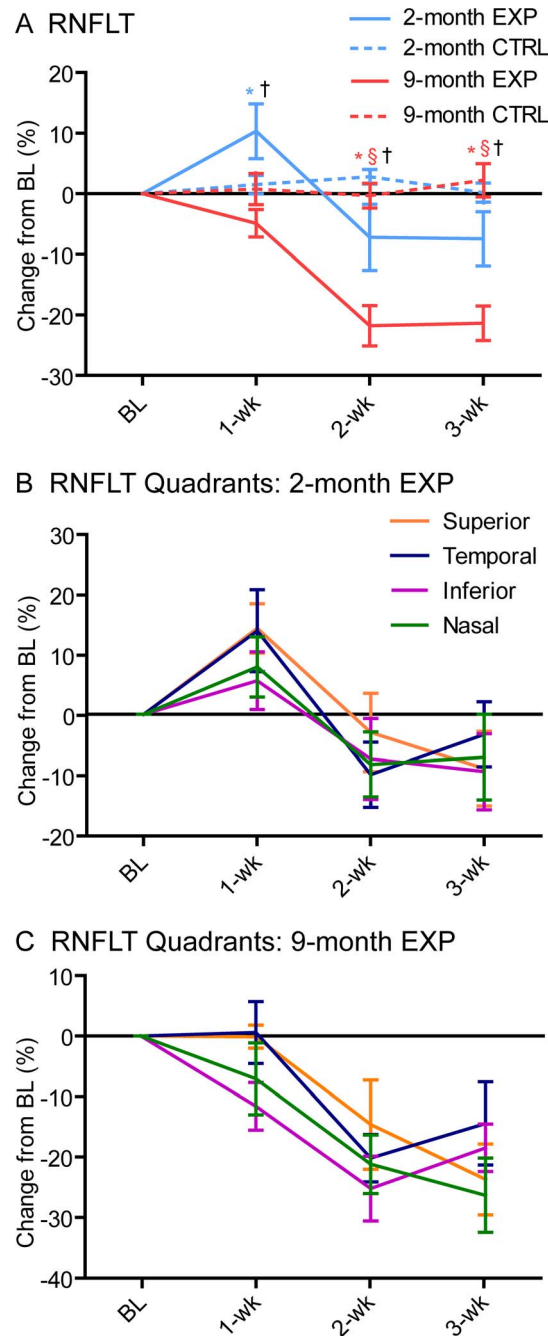 A RNFLT
2-month EXP
2-month CTRL
9-month EXP
9-month CTRL
Change from BL (%)
20
10
0
-10
-20
-30
* †
* § †
* § †
BL
1-wk
2-wk
3-wk
B RNFLT Quadrants: 2-month EXP
Superior
Temporal
Inferior
Nasal
Change from BL (%)
30
20
10
0
-10
-20
BL
1-wk
2-wk
3-wk
C RNFLT Quadrants: 9-month EXP
Change from BL (%)
10
0
-10
-20
-30
-40
BL
1-wk
2-wk
3-wk